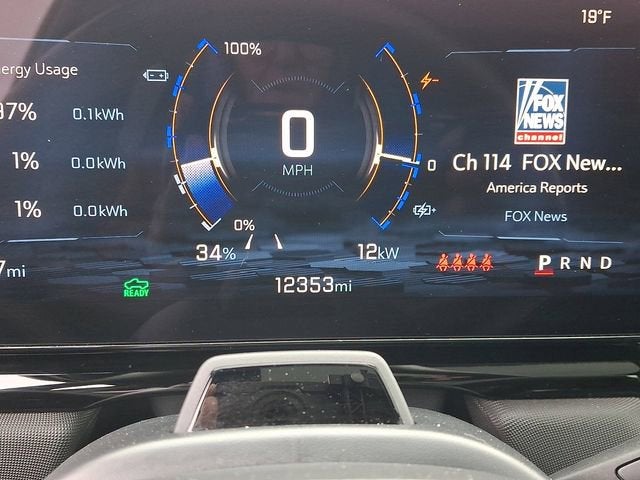 19°F
100%
ergy Usage
97% 0.1kWh
1% 0.0kWh
1% 0.0kWh
7mi
0%
34%
READY
0
MPH
12353mi
0
12kW
FOX
NEWS
channel
Ch 114 FOX New...
America Reports
FOX News
P R N D